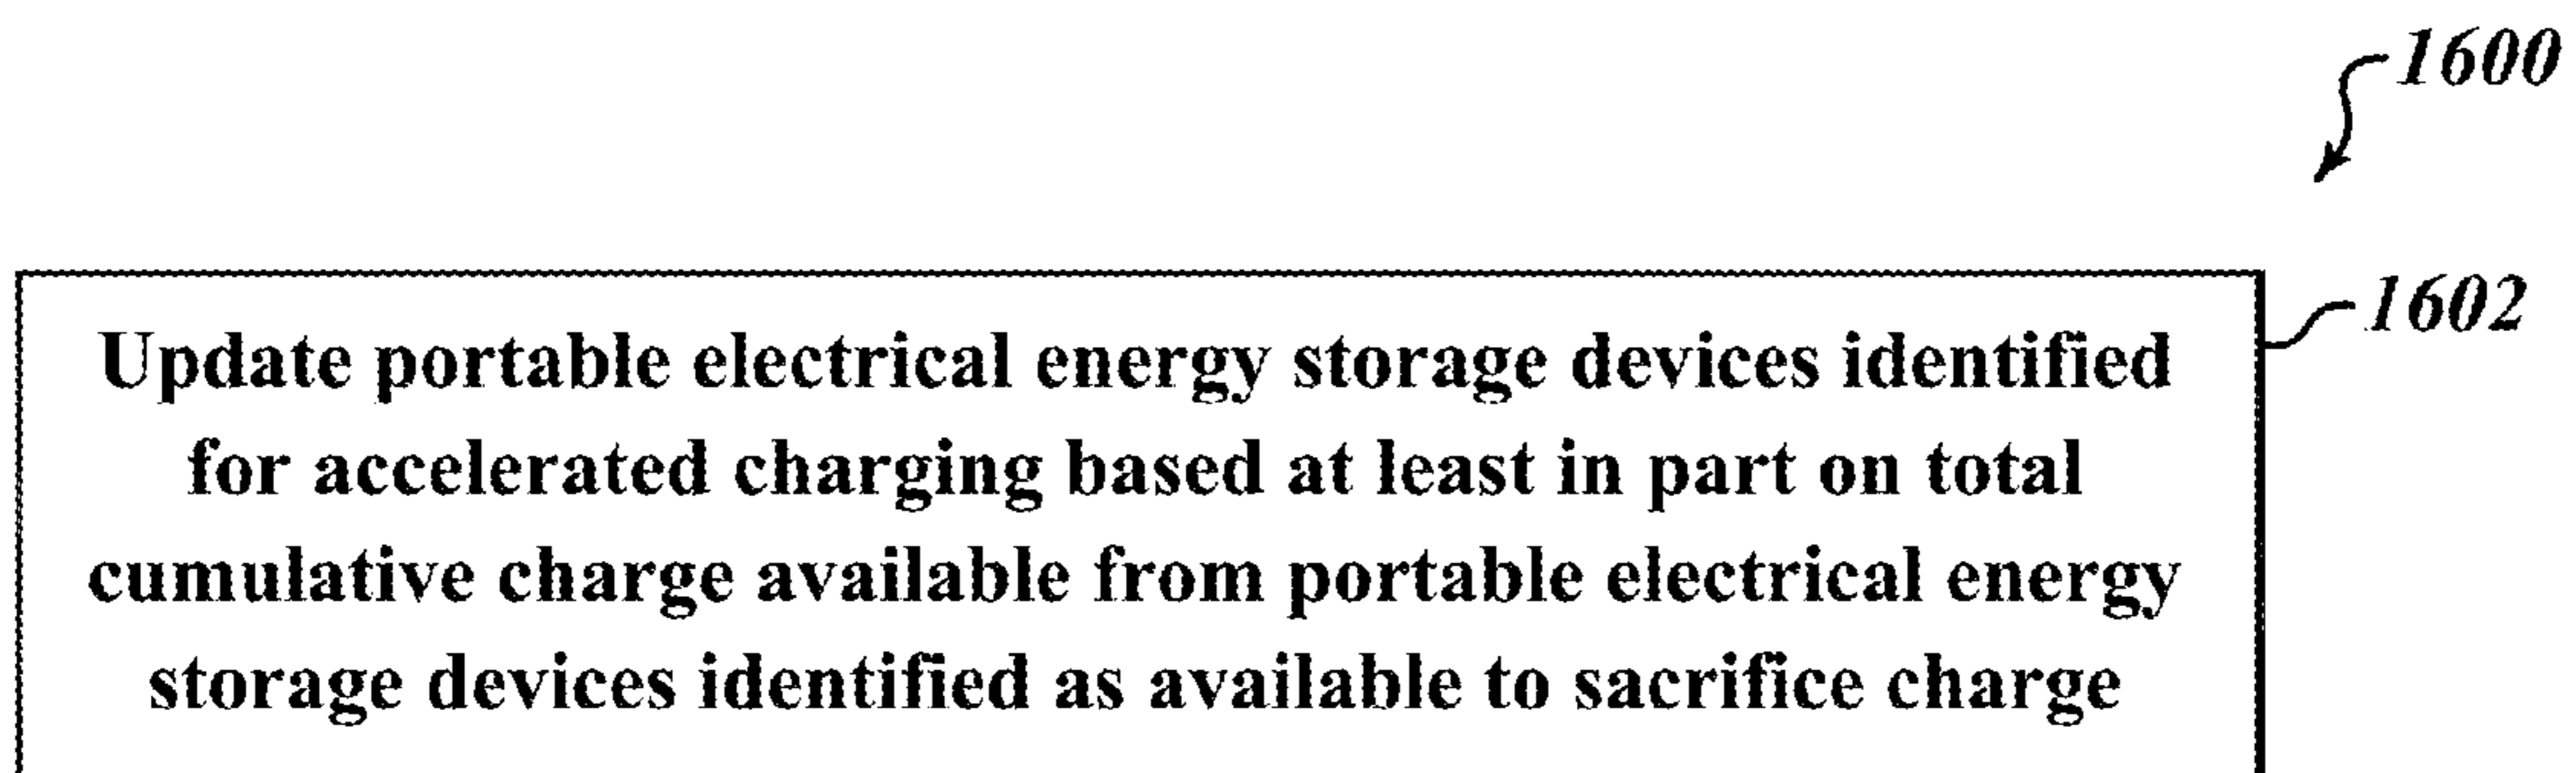 1600
1602
Update portable electrical energy storage devices identified
for accelerated charging based at least in part on total
cumulative charge available from portable electrical energy
storage devices identified as available to sacrifice charge